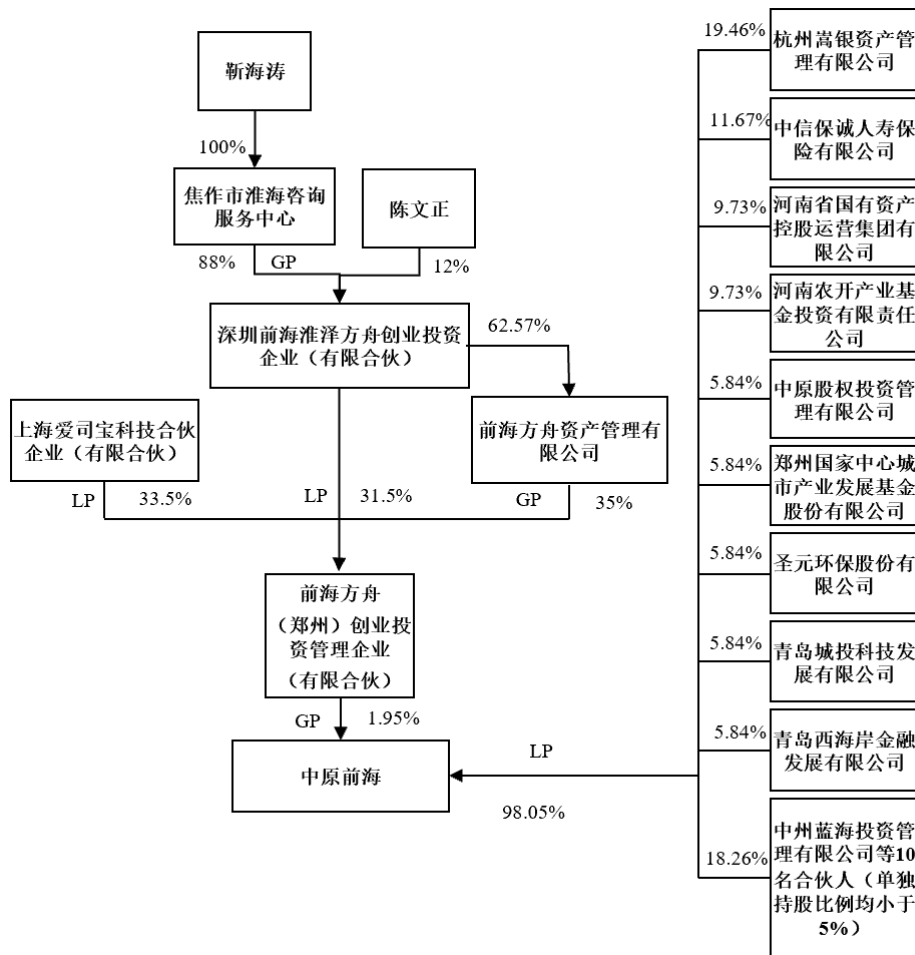 靳海涛
100%
焦作市淮海咨询
服务中心
陈文正
88%
GP
12%
深圳前海淮泽方舟创业投资
企业（有限合伙）
62.57%
上海爱司宝科技合伙
企业（有限合伙）
前海方舟资产管理有
限公司
LP
33.5%
LP
31.5%
GP
35%
前海方舟
（郑州）创业投
资管理企业
（有限合伙）
GP
1.95%
中原前海
LP
98.05%
19.46%
杭州嵩银资产管
理有限公司
11.67%
中信保诚人寿保
险有限公司
9.73%
河南省国有资产
控股运营集团有
限公司
9.73%
河南农开产业基
金投资有限责任
公司
5.84%
中原股权投资管
理有限公司
5.84%
郑州国家中心城
市产业发展基金
股份有限公司
5.84%
圣元环保股份有
限公司
5.84%
青岛城投科技发
展有限公司
5.84%
青岛西海岸金融
发展有限公司
18.26%
中州蓝海投资管
理有限公司等10
名合伙人（单独
持股比例均小于
5%）